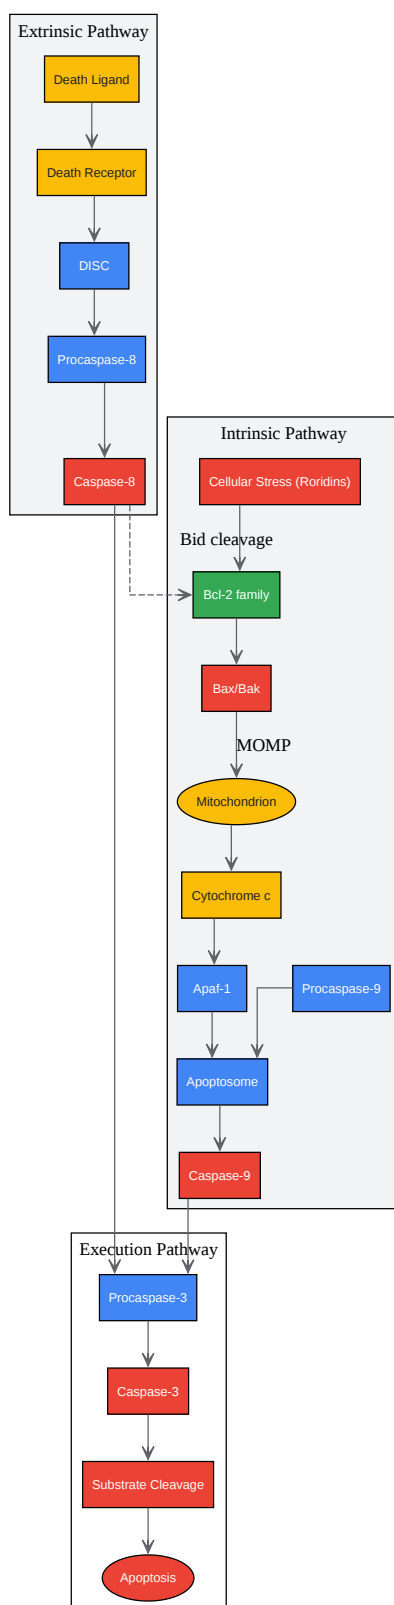 Extrinsic Pathway
Death Ligand
Death Receptor
DISC
Procaspase-8
Caspase-8
Intrinsic Pathway
Cellular Stress (Roridins)
Bid cleavage
Bcl-2 family
Bax/Bak
MOMP
Mitochondrion
Cytochrome c
Apaf-1
Procaspase-9
Apoptosome
Caspase-9
Execution Pathway
Procaspase-3
Caspase-3
Substrate Cleavage
Apoptosis